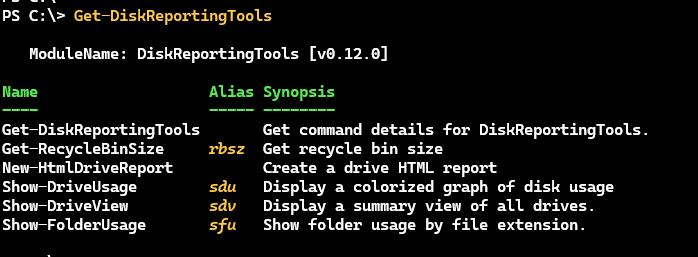 PS C:\> Get-DiskReportingTools
ModuleName: DiskReportingTools [v0.12.0]
Name Alias Synopsis
---- ----- --------
Get-DiskReportingTools Get command details for DiskReportingTools.
Get-RecycleBinSize rbsz Get recycle bin size
New-HtmlDriveReport Create a drive HTML report
Show-DriveUsage sdu Display a colorized graph of disk usage
Show-DriveView sdv Display a summary view of all drives.
Show-FolderUsage sfu Show folder usage by file extension.